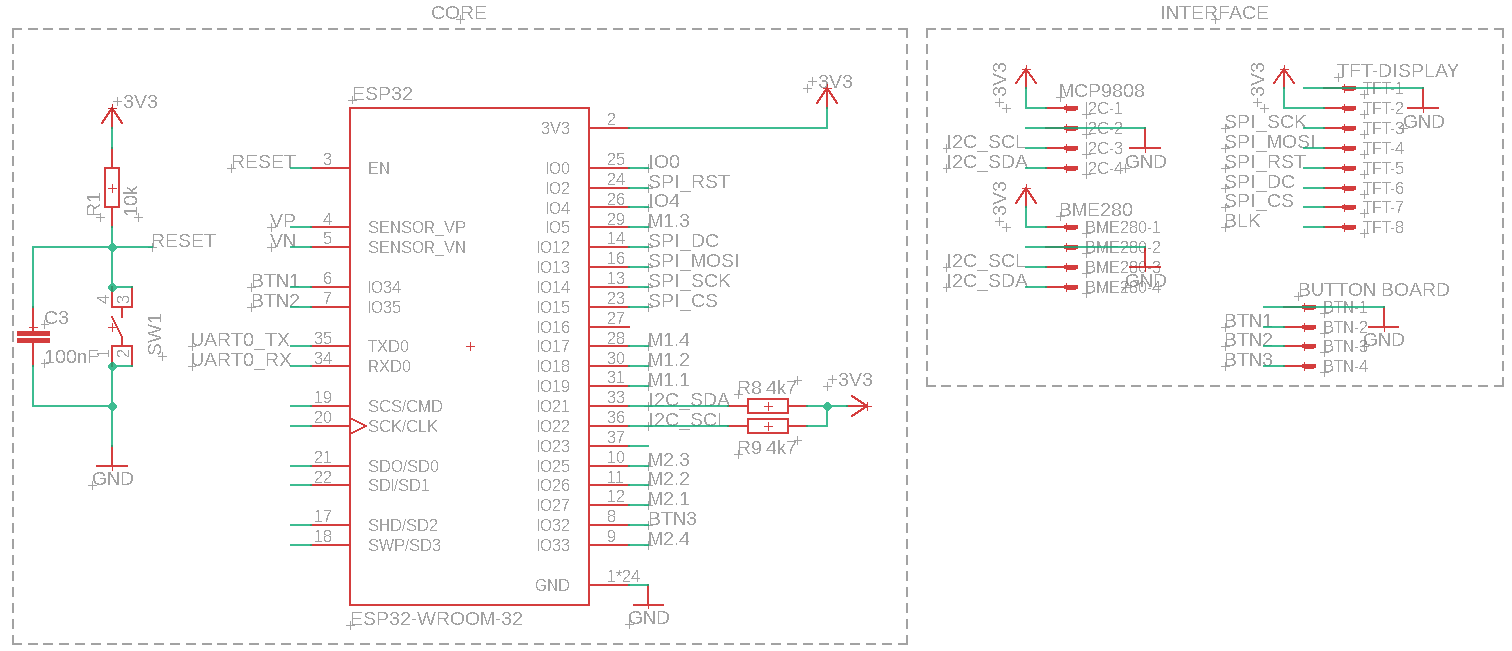 CORE
+3V3
R1
10k
RESET
C3
100nF
4
3
1
2
SW1
GND
ESP32
RESET 3 EN
VP 4 SENSOR_VP
VN 5 SENSOR_VN
BTN1 6 IO34
BTN2 7 IO35
UART0_TX 35 TXD0
UART0_RX 34 RXD0
19 SCS/CMD
20 SCK/CLK
21 SDO/SD0
22 SDI/SD1
17 SHD/SD2
18 SWP/SD3
3V3 2
+3V3
IO0 25 IO0
IO2 24 SPI_RST
IO4 26 IO4
IO5 29 M1.3
IO12 14 SPI_DC
IO13 16 SPI_MOSI
IO14 13 SPI_SCK
IO15 23 SPI_CS
IO16 27
IO17 28 M1.4
IO18 30 M1.2
IO19 31 M1.1
IO21 33 I2C_SDA
IO22 36 I2C_SCL
IO23 37
IO25 10 M2.3
IO26 11 M2.2
IO27 12 M2.1
IO32 8 BTN3
IO33 9 M2.4
GND 1*24
GND
R8 4k7
R9 4k7
+3V3
ESP32-WROOM-32
INTERFACE
+3V3
MCP9808
I2C-1
I2C-2
I2C_SCL I2C-3
I2C_SDA I2C-4
GND
+3V3
BME280
BME280-1
BME280-2
I2C_SCL BME280-3
I2C_SDA BME280-4
GND
+3V3
TFT-DISPLAY
TFT-1
TFT-2
SPI_SCK TFT-3
SPI_MOSI TFT-4
SPI_RST TFT-5
SPI_DC TFT-6
SPI_CS TFT-7
BLK TFT-8
GND
BUTTON BOARD
BTN-1
BTN1 BTN-2
BTN2 BTN-3
BTN3 BTN-4
GND